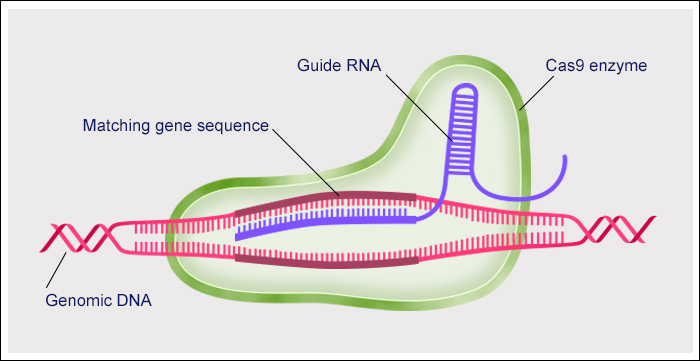 Guide RNA
Cas9 enzyme
Matching gene sequence
Genomic DNA